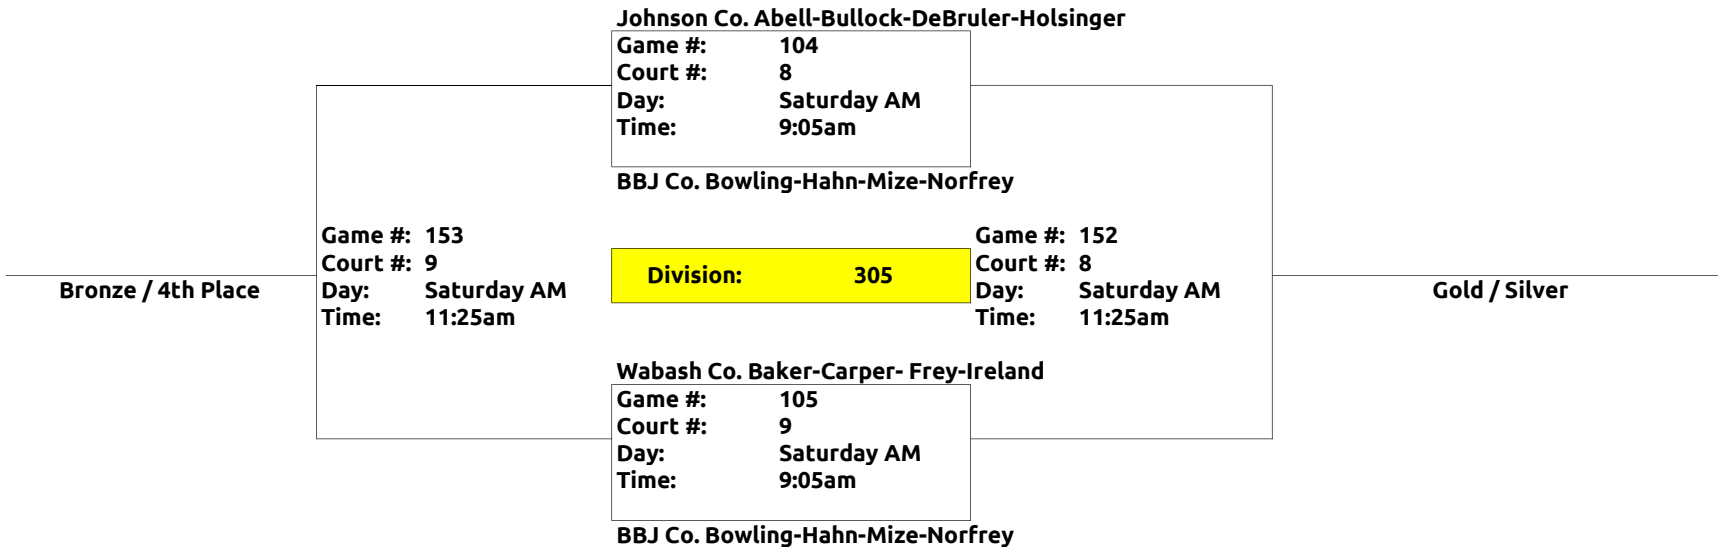 Johnson Co. Abell-Bullock-DeBruler-Holsinger
Game #: 104
Court #: 8
Day: Saturday AM
Time: 9:05am
BBJ Co. Bowling-Hahn-Mize-Norfrey
Game #: 153
Court #: 9
Day: Saturday AM
Time: 11:25am
Bronze / 4th Place
Division: 305
Game #: 152
Court #: 8
Day: Saturday AM
Time: 11:25am
Gold / Silver
Wabash Co. Baker-Carper- Frey-Ireland
Game #: 105
Court #: 9
Day: Saturday AM
Time: 9:05am
BBJ Co. Bowling-Hahn-Mize-Norfrey